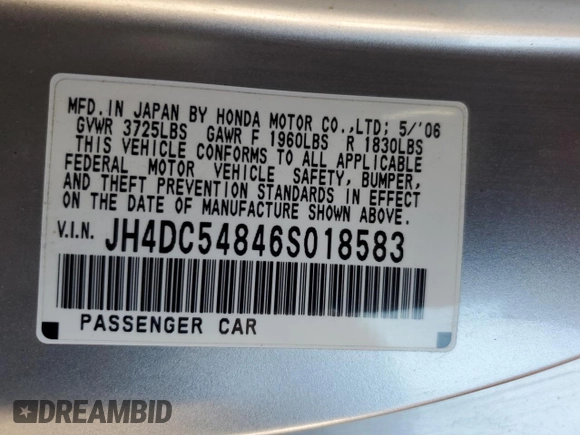 MFD. IN JAPAN BY HONDA MOTOR CO.,LTD; 5/'06
GVWR 3725LBS GAWR F 1960LBS R 1830LBS
THIS VEHICLE CONFORMS TO ALL APPLICABLE
FEDERAL MOTOR VEHICLE SAFETY, BUMPER,
AND THEFT PREVENTION STANDARDS IN EFFECT
ON THE DATE OF MANUFACTURE SHOWN ABOVE.
V.I.N. JH4DC54846S018583
PASSENGER CAR
DREAMBID